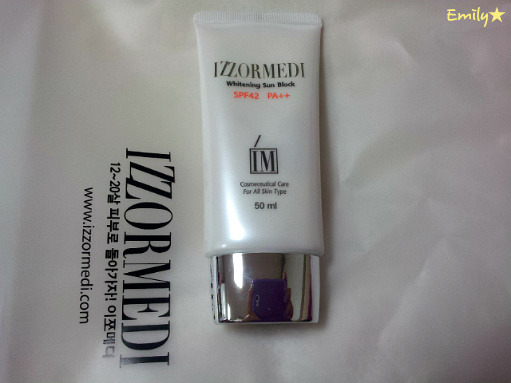 Emily★
IZZORMEDI
Whitening Sun Block
SPF42 PA++
IM
Cosmeceutical Care
For All Skin Type
50 ml
IZZORMEDI
12~20살 피부로 돌아가자! 이쪼메디
www.izzormedi.com